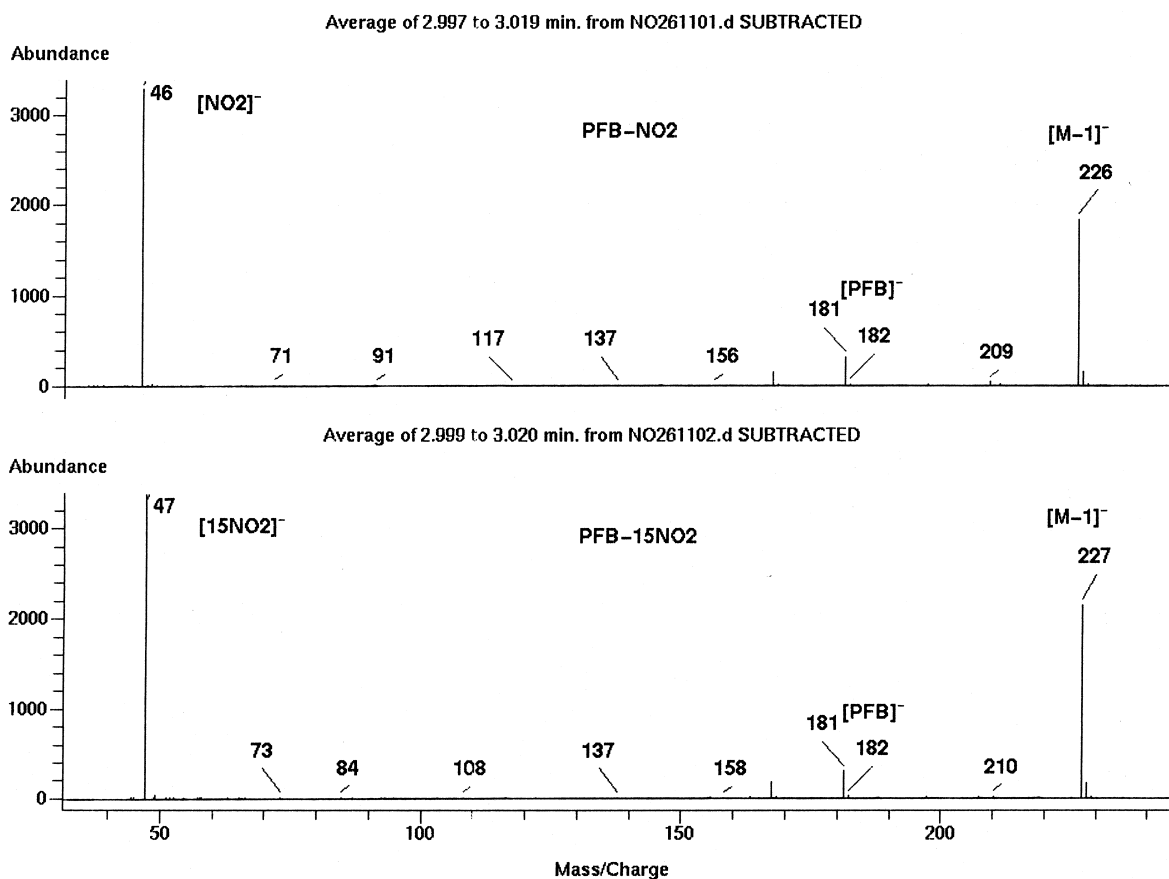 Average of 2.997 to 3.019 min. from NO261101.d SUBTRACTED
Abundance
46
[NO2]⁻
PFB−NO2
[M−1]⁻
3000
226
2000
[PFB]⁻
1000
181
182
117
137
71
91
156
209
0
Average of 2.999 to 3.020 min. from NO261102.d SUBTRACTED
Abundance
47
[15NO2]⁻
PFB−15NO2
[M−1]⁻
3000
227
2000
[PFB]⁻
1000
181
182
73
84
108
137
158
210
0
50
100
150
200
Mass/Charge